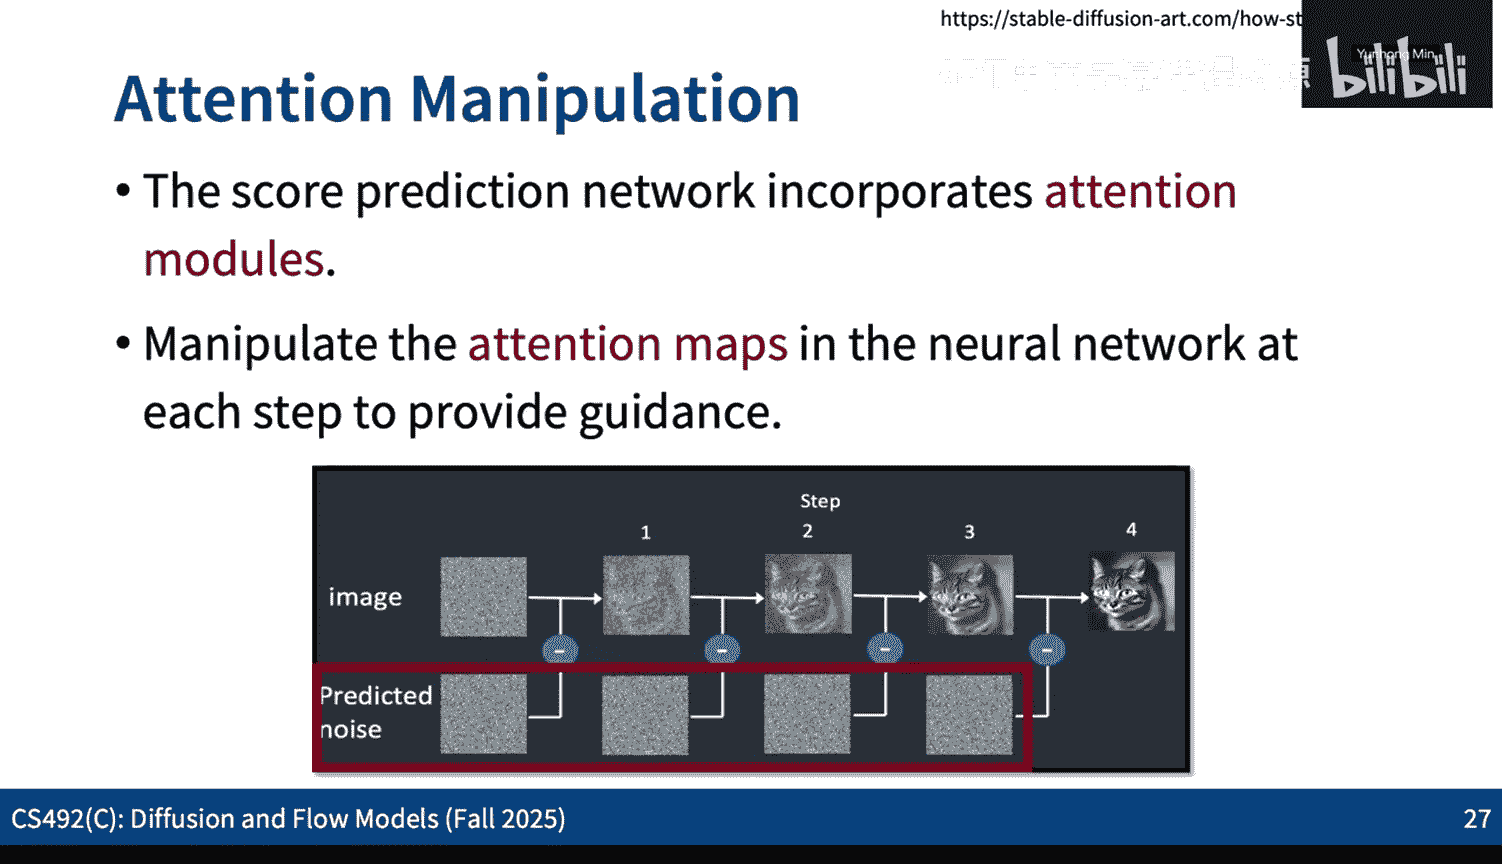 https://stable-diffusion-art.com/how-st
Yunhong Min
bilibili
Attention Manipulation
• The score prediction network incorporates attention
modules.
• Manipulate the attention maps in the neural network at
each step to provide guidance.
Step
1 2 3 4
image
- - - -
Predicted
noise
CS492(C): Diffusion and Flow Models (Fall 2025)
27